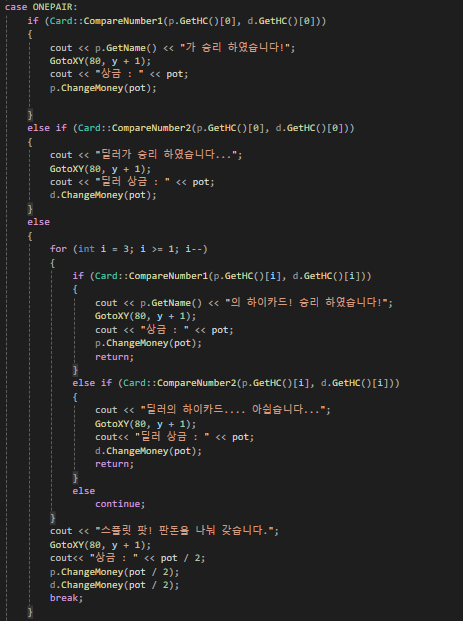 case ONEPAIR:
if (Card::CompareNumber1(p.GetHC()[0], d.GetHC()[0]))
{
cout << p.GetName() << "가 승리 하였습니다!";
GotoXY(80, y + 1);
cout << "상금 : " << pot;
p.ChangeMoney(pot);
}
else if (Card::CompareNumber2(p.GetHC()[0], d.GetHC()[0]))
{
cout << "딜러가 승리 하였습니다...";
GotoXY(80, y + 1);
cout << "딜러 상금 : " << pot;
d.ChangeMoney(pot);
}
else
{
for (int i = 3; i >= 1; i--)
{
if (Card::CompareNumber1(p.GetHC()[i], d.GetHC()[i]))
{
cout << p.GetName() << "의 하이카드! 승리 하였습니다!";
GotoXY(80, y + 1);
cout << "상금 : " << pot;
p.ChangeMoney(pot);
return;
}
else if (Card::CompareNumber2(p.GetHC()[i], d.GetHC()[i]))
{
cout << "딜러의 하이카드.... 아쉽습니다...";
GotoXY(80, y + 1);
cout<< "딜러 상금 : " << pot;
d.ChangeMoney(pot);
return;
}
else
continue;
}
cout << "스플릿 팟! 판돈을 나눠 갖습니다.";
GotoXY(80, y + 1);
cout<< "상금 : " << pot / 2;
p.ChangeMoney(pot / 2);
d.ChangeMoney(pot / 2);
break;
}